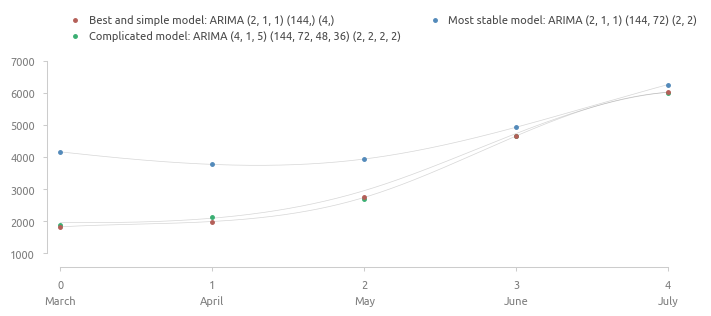 Best and simple model: ARIMA (2, 1, 1) (144,) (4,)
Most stable model: ARIMA (2, 1, 1) (144, 72) (2, 2)
Complicated model: ARIMA (4, 1, 5) (144, 72, 48, 36) (2, 2, 2, 2)
7000
6000
5000
4000
3000
2000
1000
0 1 2 3 4
March April May June July